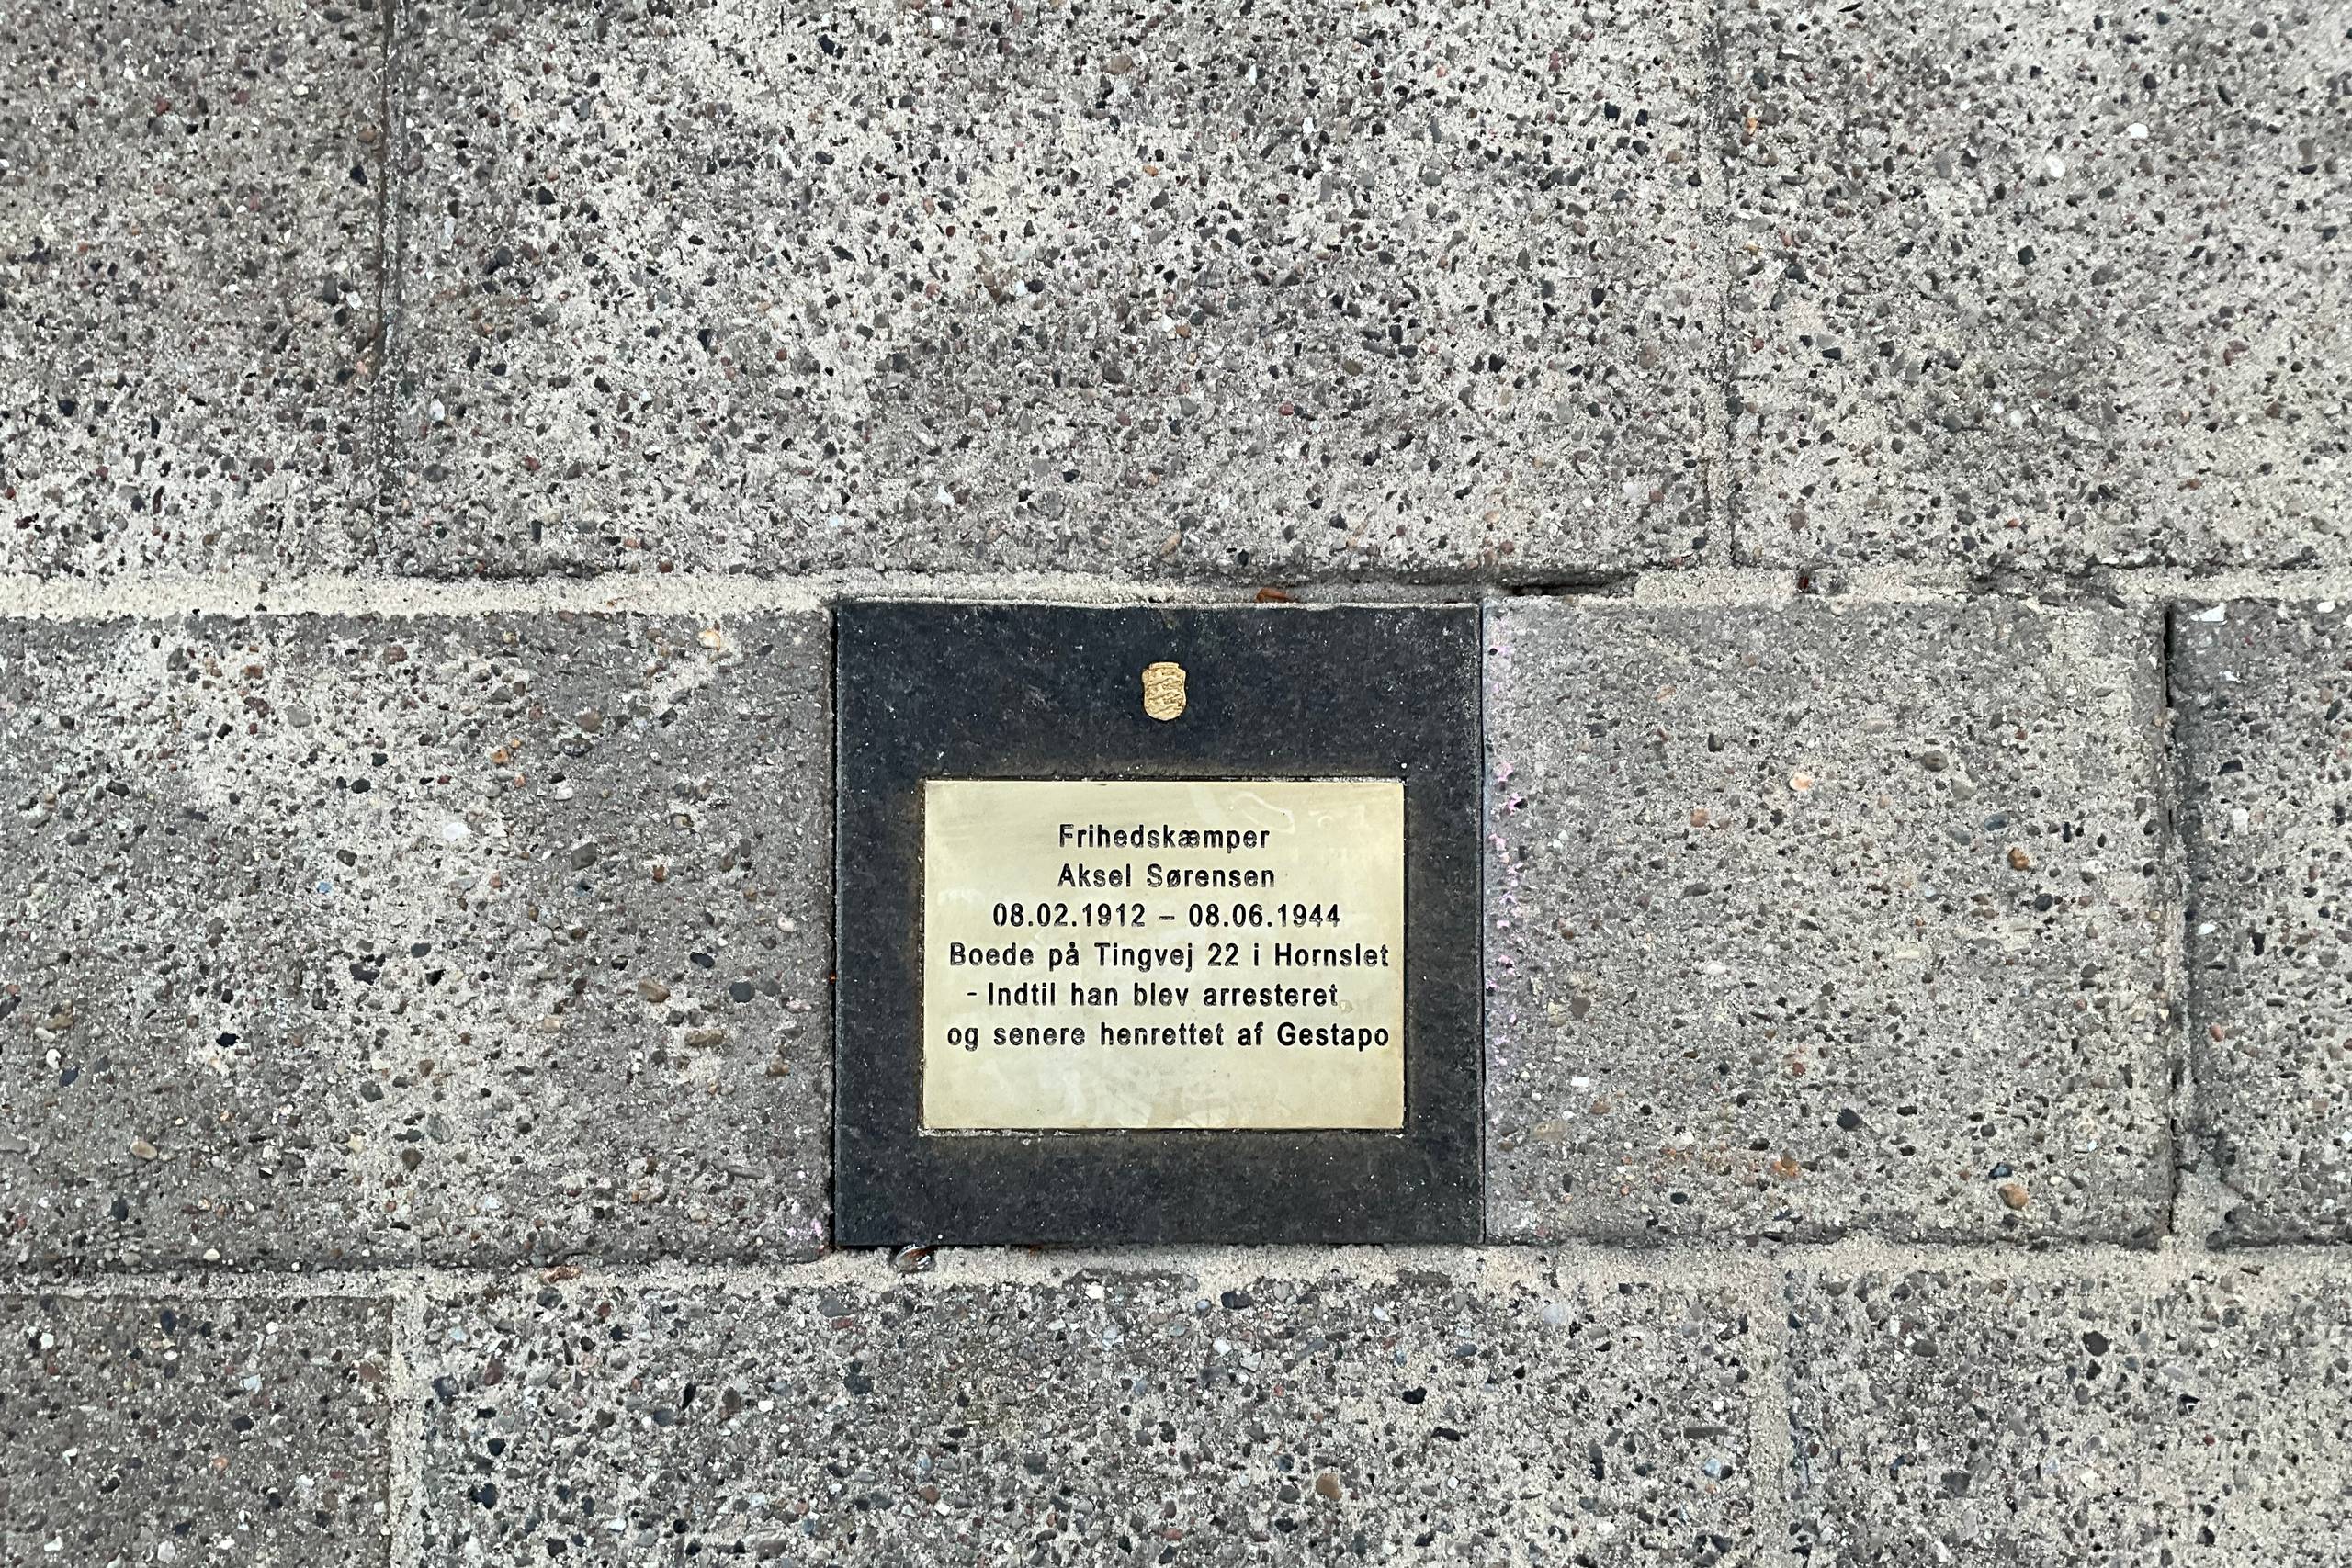 Frihedskæmper
Aksel Sørensen
08.02.1912 – 08.06.1944
Boede på Tingvej 22 i Hornslet
- Indtil han blev arresteret
og senere henrettet af Gestapo